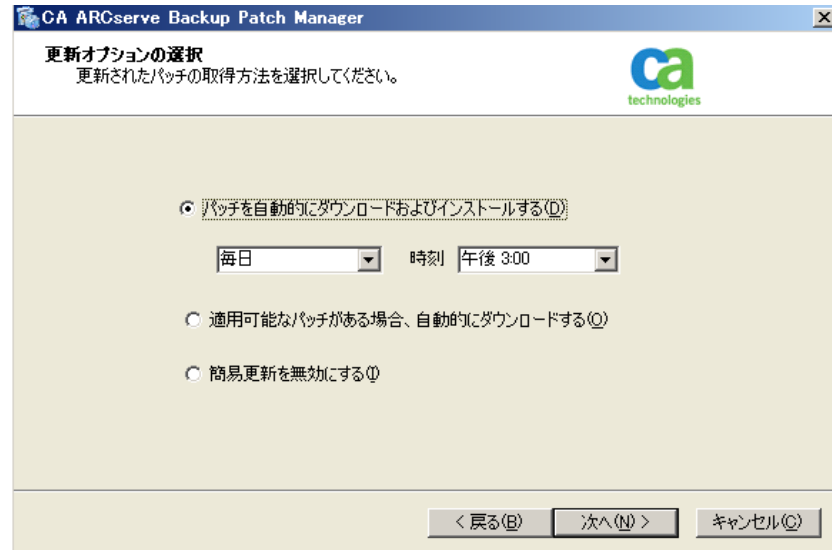 CA ARCserve Backup Patch Manager
更新オプションの選択
更新されたパッチの取得方法を選択してください。
ca
technologies
パッチを自動的にダウンロードおよびインストールする(D)
毎日 時刻 午後 3:00
適用可能なパッチがある場合、自動的にダウンロードする(O)
簡易更新を無効にする(I)
< 戻る(B) 次へ(N) > キャンセル(C)